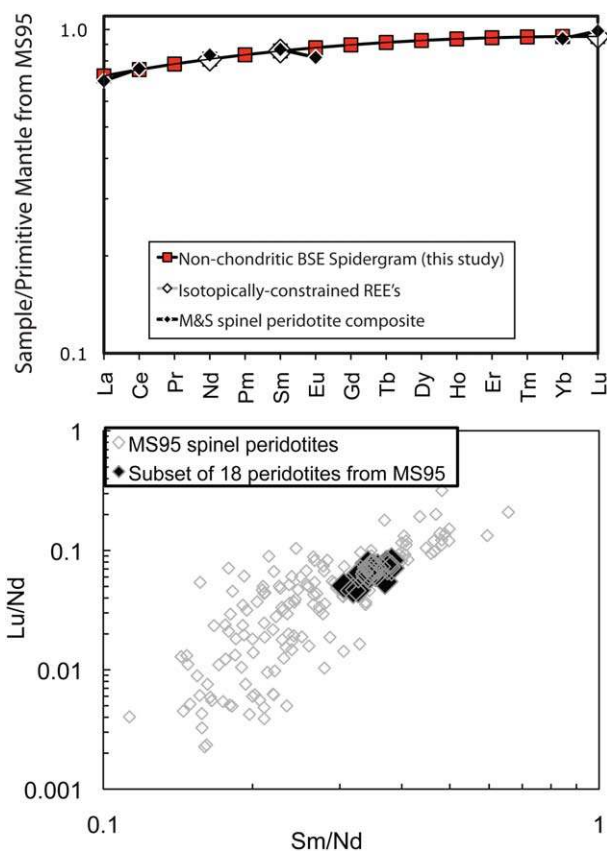 Sample/Primitive Mantle from MS95
1.0
0.1
Non-chondritic BSE Spidergram (this study)
Isotopically-constrained REE's
M&S spinel peridotite composite
La Ce Pr Nd Pm Sm Eu Gd Tb Dy Ho Er Tm Yb Lu
MS95 spinel peridotites
Subset of 18 peridotites from MS95
Lu/Nd
1
0.1
0.01
0.001
0.1 1
Sm/Nd